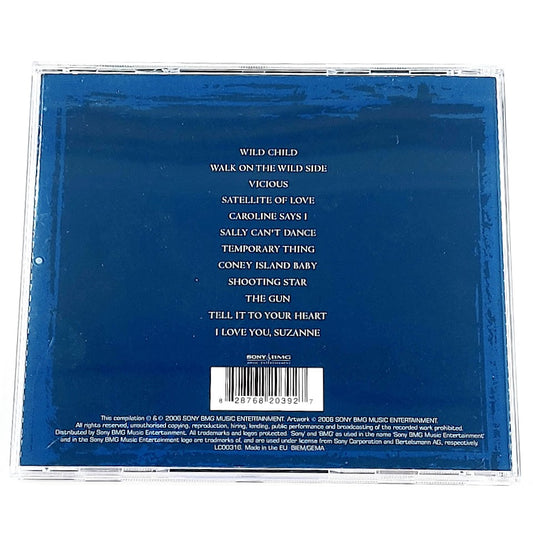 WILD CHILD
WALK ON THE WILD SIDE
VICIOUS
SATELLITE OF LOVE
CAROLINE SAYS I
SALLY CAN'T DANCE
TEMPORARY THING
CONEY ISLAND BABY
SHOOTING STAR
THE GUN
TELL IT TO YOUR HEART
I LOVE YOU, SUZANNE
SONY BMG
MUSIC ENTERTAINMENT
8 28768 20392 7
This compilation ℗ & © 2006 SONY BMG MUSIC ENTERTAINMENT. Artwork © 2006 SONY BMG MUSIC ENTERTAINMENT.
All rights reserved, unauthorised copying, reproduction, hiring, lending, public performance and broadcasting of the recorded work prohibited.
Distributed by Sony BMG Music Entertainment. All trademarks and logos protected. 'Sony' and 'BMG' as used in the name 'Sony BMG Music Entertainment'
and in the Sony BMG Music Entertainment logo are trademarks of, and are used under license from Sony Corporation and Bertelsmann AG, respectively.
LC00316. Made in the EU. BIEM/GEMA